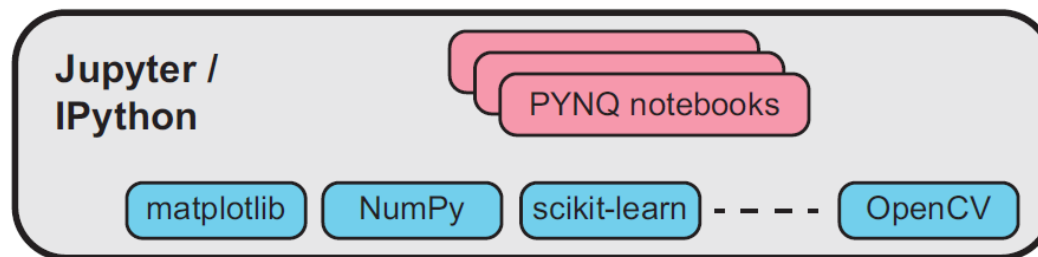 Jupyter /
IPython
PYNQ notebooks
matplotlib
NumPy
scikit-learn
OpenCV